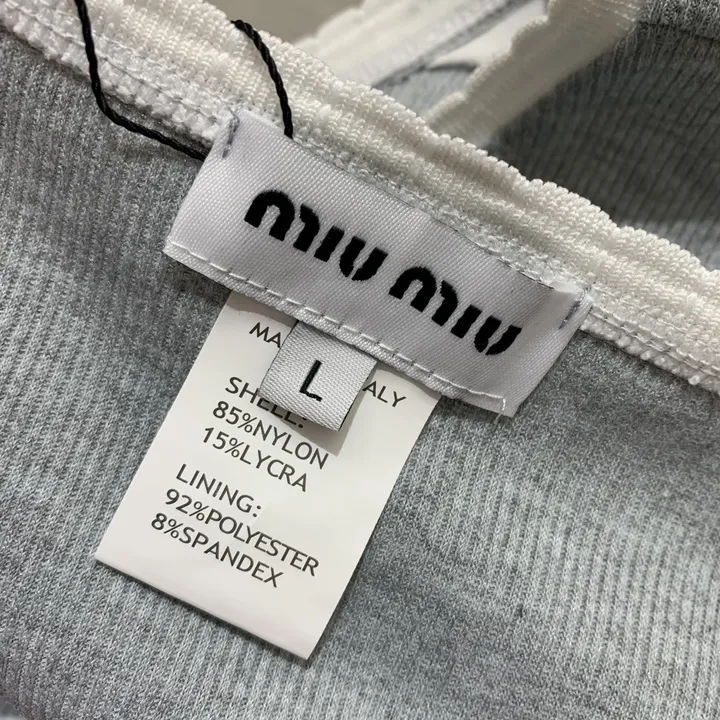 MIU MIU
L
MA ALY
SHELL:
85%NYLON
15%LYCRA
LINING:
92%POLYESTER
8%SPANDEX